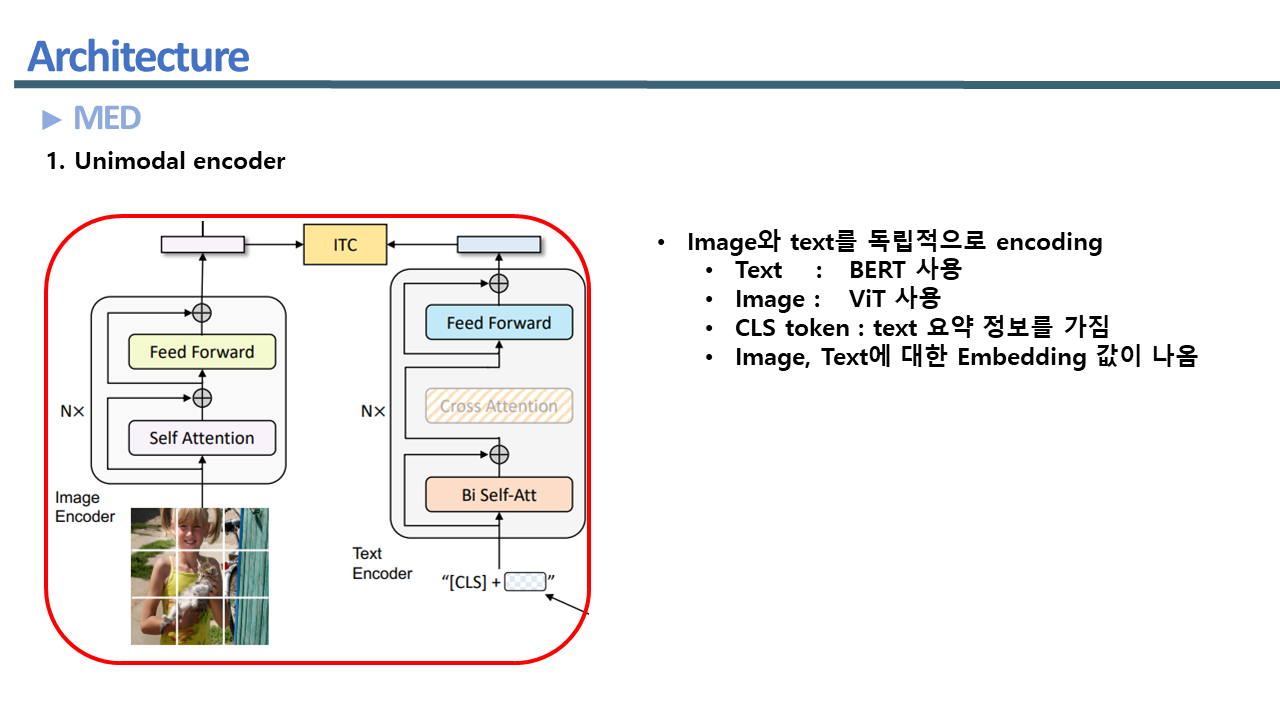 Architecture
► MED
1. Unimodal encoder
ITC
Feed Forward
Self Attention
N×
Image
Encoder
Feed Forward
Cross Attention
Bi Self-Att
N×
Text
Encoder
“[CLS] + ”
• Image와 text를 독립적으로 encoding
• Text : BERT 사용
• Image : ViT 사용
• CLS token : text 요약 정보를 가짐
• Image, Text에 대한 Embedding 값이 나옴